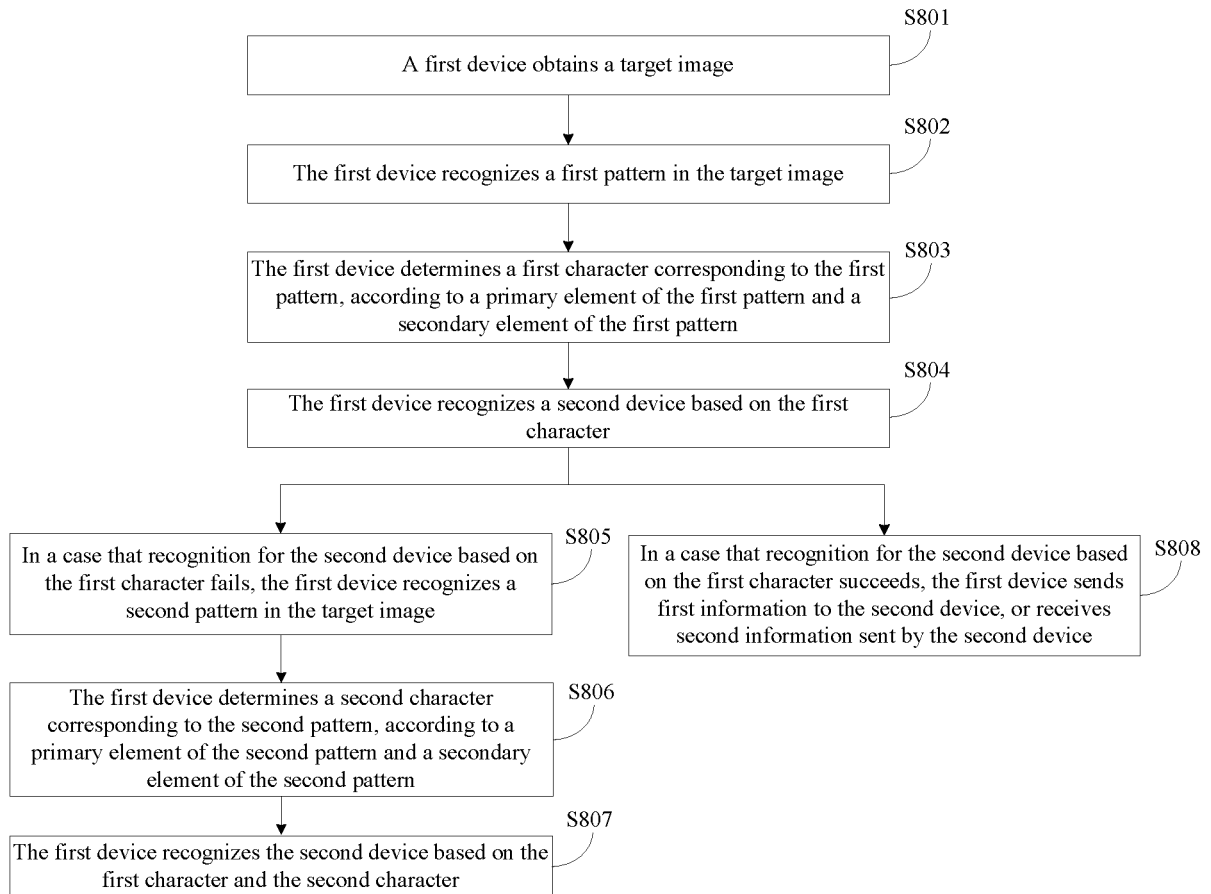 S801
A first device obtains a target image
S802
The first device recognizes a first pattern in the target image
S803
The first device determines a first character corresponding to the first
pattern, according to a primary element of the first pattern and a
secondary element of the first pattern
S804
The first device recognizes a second device based on the first
character
S805
In a case that recognition for the second device based on
the first character fails, the first device recognizes a
second pattern in the target image
S808
In a case that recognition for the second device based
on the first character succeeds, the first device sends
first information to the second device, or receives
second information sent by the second device
S806
The first device determines a second character
corresponding to the second pattern, according to a
primary element of the second pattern and a secondary
element of the second pattern
S807
The first device recognizes the second device based on the
first character and the second character